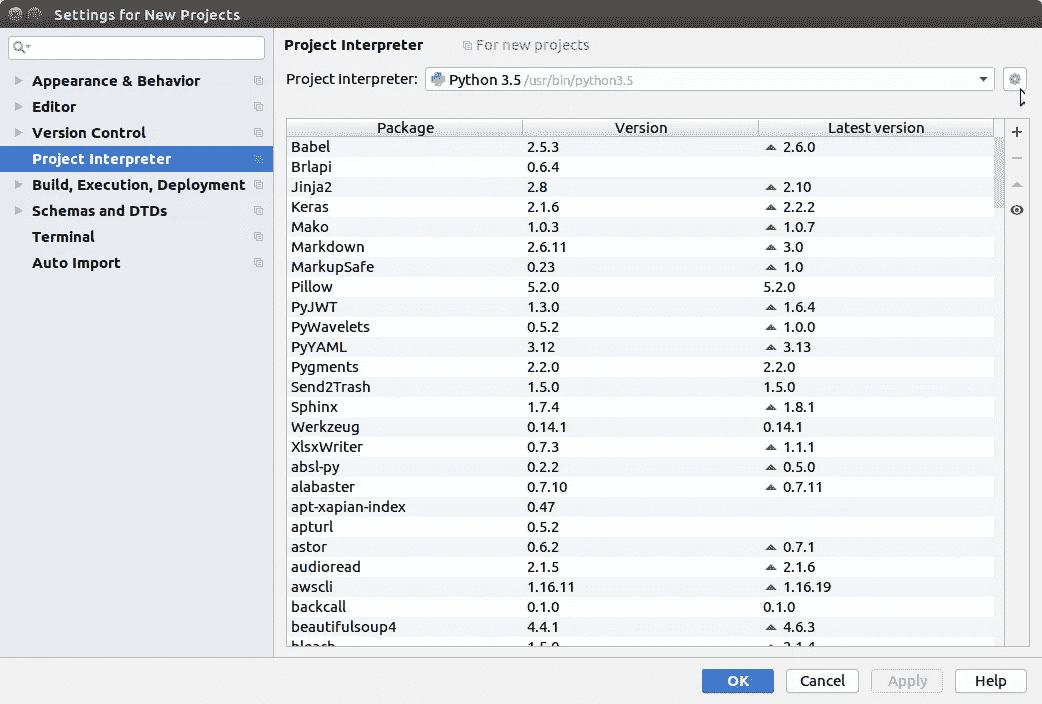 Settings for New Projects
Project Interpreter For new projects
Project Interpreter: Python 3.5 /usr/bin/python3.5
Appearance & Behavior
Editor
Version Control
Project Interpreter
Build, Execution, Deployment
Schemas and DTDs
Terminal
Auto Import
Package Version Latest version
Babel 2.5.3 2.6.0
Brlapi 0.6.4
Jinja2 2.8 2.10
Keras 2.1.6 2.2.2
Mako 1.0.3 1.0.7
Markdown 2.6.11 3.0
MarkupSafe 0.23 1.0
Pillow 5.2.0 5.2.0
PyJWT 1.3.0 1.6.4
PyWavelets 0.5.2 1.0.0
PyYAML 3.12 3.13
Pygments 2.2.0 2.2.0
Send2Trash 1.5.0 1.5.0
Sphinx 1.7.4 1.8.1
Werkzeug 0.14.1 0.14.1
XlsxWriter 0.7.3 1.1.1
absl-py 0.2.2 0.5.0
alabaster 0.7.10 0.7.11
apt-xapian-index 0.47
apturl 0.5.2
astor 0.6.2 0.7.1
audioread 2.1.5 2.1.6
awscli 1.16.11 1.16.19
backcall 0.1.0 0.1.0
beautifulsoup4 4.4.1 4.6.3
OK Cancel Apply Help